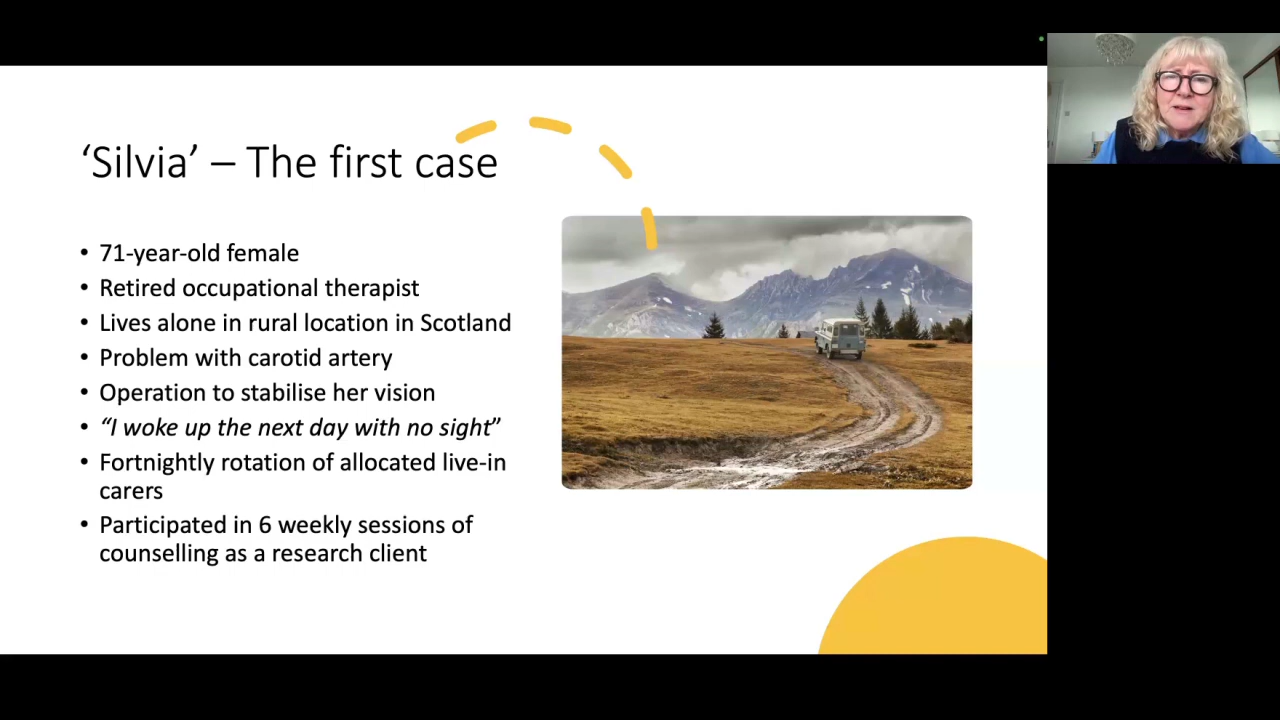 ‘Silvia’ – The first case
• 71-year-old female
• Retired occupational therapist
• Lives alone in rural location in Scotland
• Problem with carotid artery
• Operation to stabilise her vision
• “I woke up the next day with no sight”
• Fortnightly rotation of allocated live-in
carers
• Participated in 6 weekly sessions of
counselling as a research client